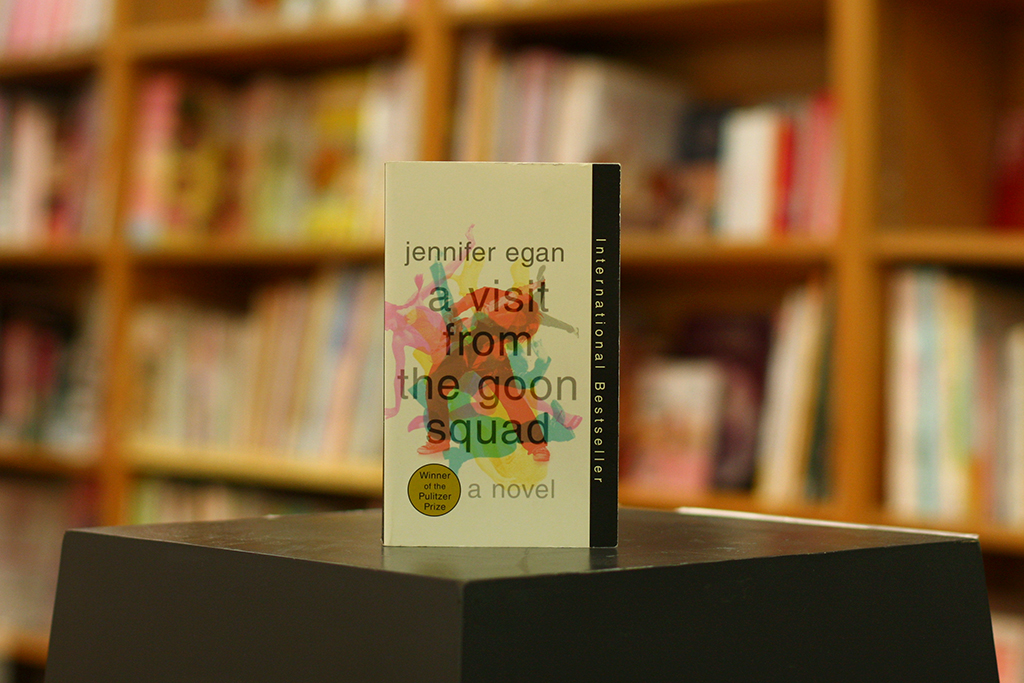 jennifer egan
a visit
from
the goon
squad
a novel
Winner
of the
Pulitzer
Prize
International Bestseller